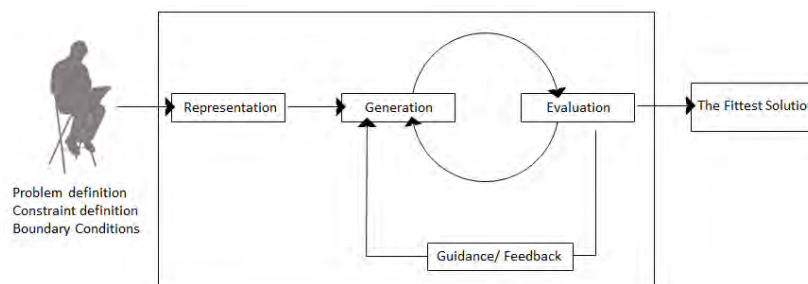 Problem definition
Constraint definition
Boundary Conditions
Representation
Generation
Evaluation
The Fittest Solution
Guidance/ Feedback